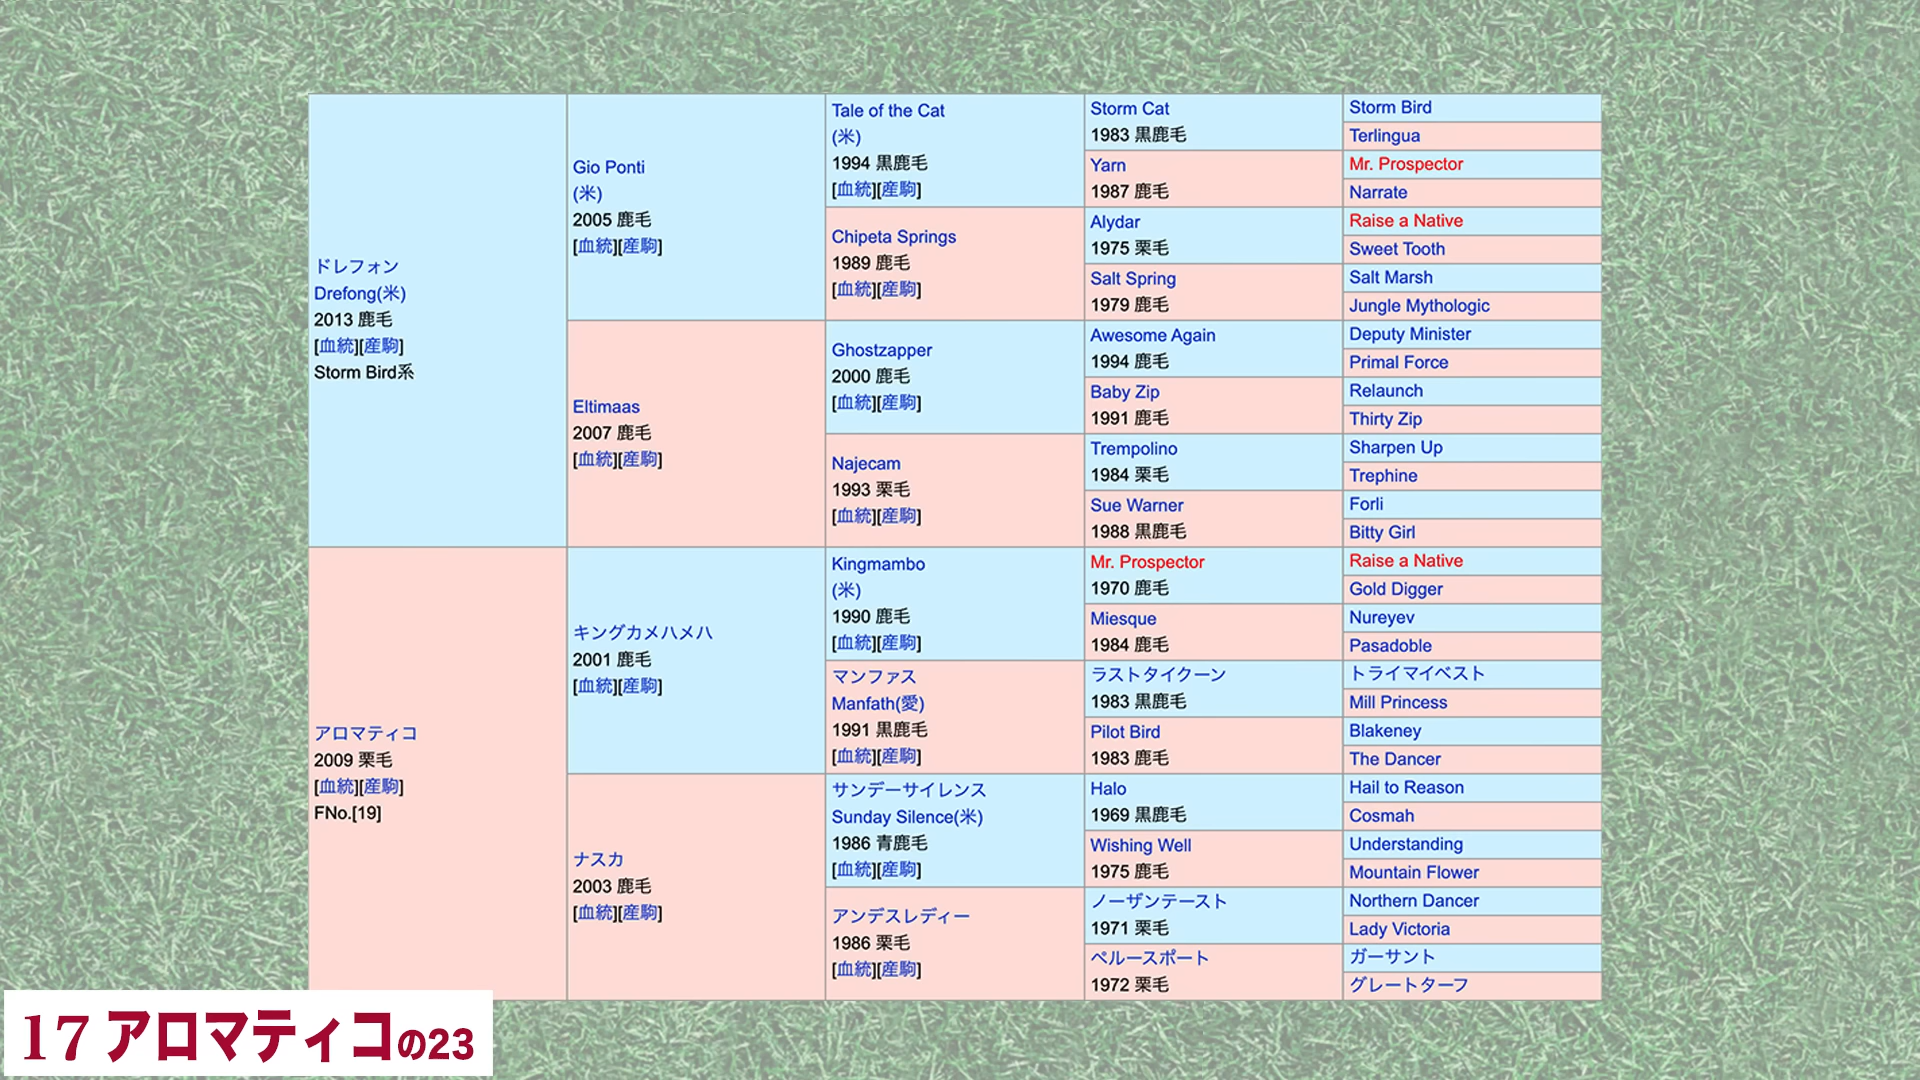 ドレフォン
Drefong(米)
2013 鹿毛
[血統][産駒]
Storm Bird系
Gio Ponti
(米)
2005 鹿毛
[血統][産駒]
Tale of the Cat
(米)
1994 黒鹿毛
[血統][産駒]
Storm Cat
1983 黒鹿毛
Storm Bird
Terlingua
Yarn
1987 鹿毛
Mr. Prospector
Narrate
Chipeta Springs
1989 鹿毛
[血統][産駒]
Alydar
1975 栗毛
Raise a Native
Sweet Tooth
Salt Spring
1979 鹿毛
Salt Marsh
Jungle Mythologic
Eltimaas
2007 鹿毛
[血統][産駒]
Ghostzapper
2000 鹿毛
[血統][産駒]
Awesome Again
1994 鹿毛
Deputy Minister
Primal Force
Baby Zip
1991 鹿毛
Relaunch
Thirty Zip
Najecam
1993 栗毛
[血統][産駒]
Trempolino
1984 栗毛
Sharpen Up
Trephine
Sue Warner
1988 黒鹿毛
Forli
Bitty Girl
アロマティコ
2009 栗毛
[血統][産駒]
FNo.[19]
キングカメハメハ
2001 鹿毛
[血統][産駒]
Kingmambo
(米)
1990 鹿毛
[血統][産駒]
Mr. Prospector
1970 鹿毛
Raise a Native
Gold Digger
Miesque
1984 鹿毛
Nureyev
Pasadoble
マンファス
Manfath(愛)
1991 黒鹿毛
[血統][産駒]
ラストタイクーン
1983 黒鹿毛
トライマイベスト
Mill Princess
Pilot Bird
1983 鹿毛
Blakeney
The Dancer
ナスカ
2003 鹿毛
[血統][産駒]
サンデーサイレンス
Sunday Silence(米)
1986 青鹿毛
[血統][産駒]
Halo
1969 黒鹿毛
Hail to Reason
Cosmah
Wishing Well
1975 鹿毛
Understanding
Mountain Flower
アンデスレディー
1986 栗毛
[血統][産駒]
ノーザンテースト
1971 栗毛
Northern Dancer
Lady Victoria
ペルースポート
1972 栗毛
ガーサント
グレートターフ
17 アロマティコの23